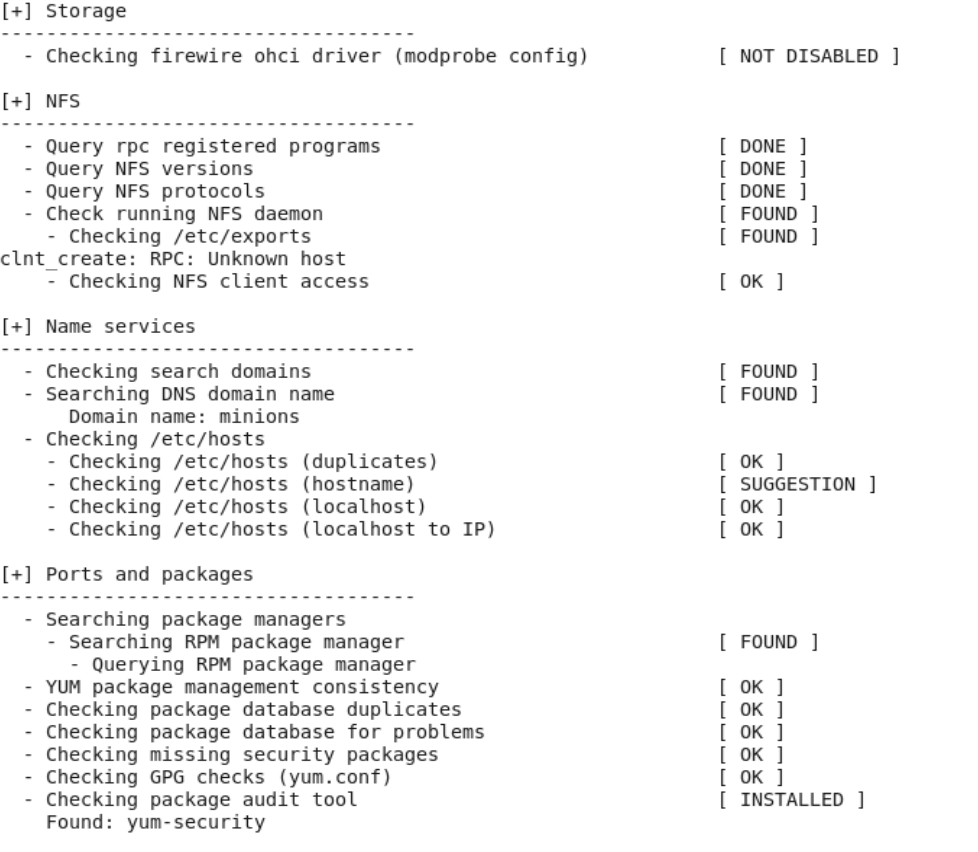 [+] Storage
------------------------------------
  - Checking firewire ohci driver (modprobe config)           [ NOT DISABLED ]

[+] NFS
------------------------------------
  - Query rpc registered programs                             [ DONE ]
  - Query NFS versions                                        [ DONE ]
  - Query NFS protocols                                       [ DONE ]
  - Check running NFS daemon                                  [ FOUND ]
    - Checking /etc/exports                                   [ FOUND ]
clnt_create: RPC: Unknown host
    - Checking NFS client access                              [ OK ]

[+] Name services
------------------------------------
  - Checking search domains                                   [ FOUND ]
  - Searching DNS domain name                                 [ FOUND ]
      Domain name: minions
  - Checking /etc/hosts
    - Checking /etc/hosts (duplicates)                        [ OK ]
    - Checking /etc/hosts (hostname)                          [ SUGGESTION ]
    - Checking /etc/hosts (localhost)                         [ OK ]
    - Checking /etc/hosts (localhost to IP)                   [ OK ]

[+] Ports and packages
------------------------------------
  - Searching package managers
    - Searching RPM package manager                           [ FOUND ]
      - Querying RPM package manager
  - YUM package management consistency                        [ OK ]
  - Checking package database duplicates                      [ OK ]
  - Checking package database for problems                    [ OK ]
  - Checking missing security packages                        [ OK ]
  - Checking GPG checks (yum.conf)                            [ OK ]
  - Checking package audit tool                               [ INSTALLED ]
    Found: yum-security